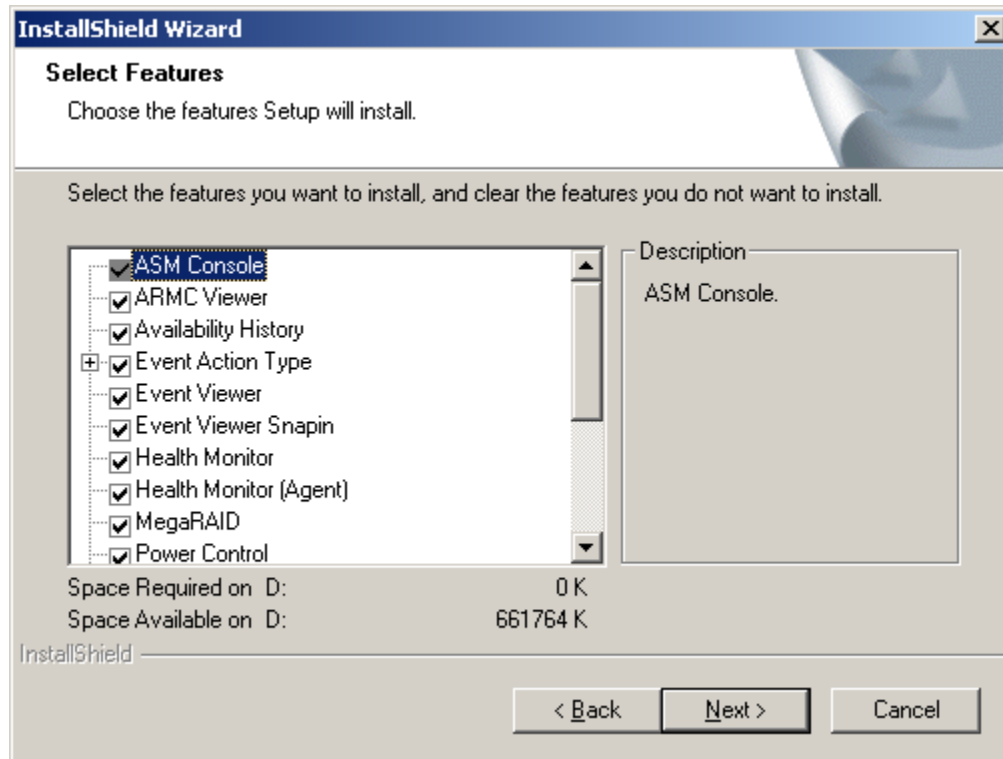 InstallShield Wizard
Select Features
Choose the features Setup will install.
Select the features you want to install, and clear the features you do not want to install.
ASM Console
ARMC Viewer
Availability History
Event Action Type
Event Viewer
Event Viewer Snapin
Health Monitor
Health Monitor (Agent)
MegaRAID
Power Control
Description
ASM Console.
Space Required on D: 0 K
Space Available on D: 661764 K
InstallShield
< Back Next > Cancel